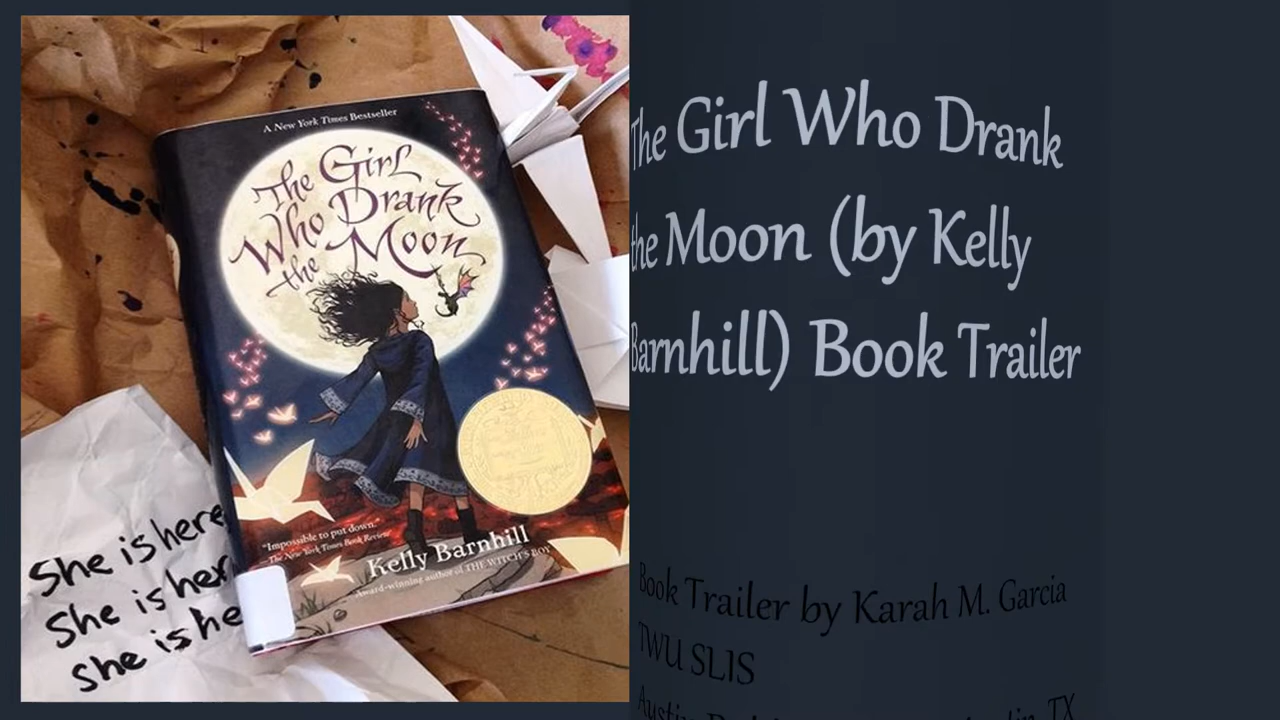 A New York Times Bestseller
The Girl
Who Drank
the Moon
"Impossible to put down."
—The New York Times Book Review
Kelly Barnhill
Award-winning author of THE WITCH'S BOY
She is here
She is her
She is he
The Girl Who Drank
the Moon (by Kelly
Barnhill) Book Trailer
Book Trailer by Karah M. Garcia
TWU SLIS
TX